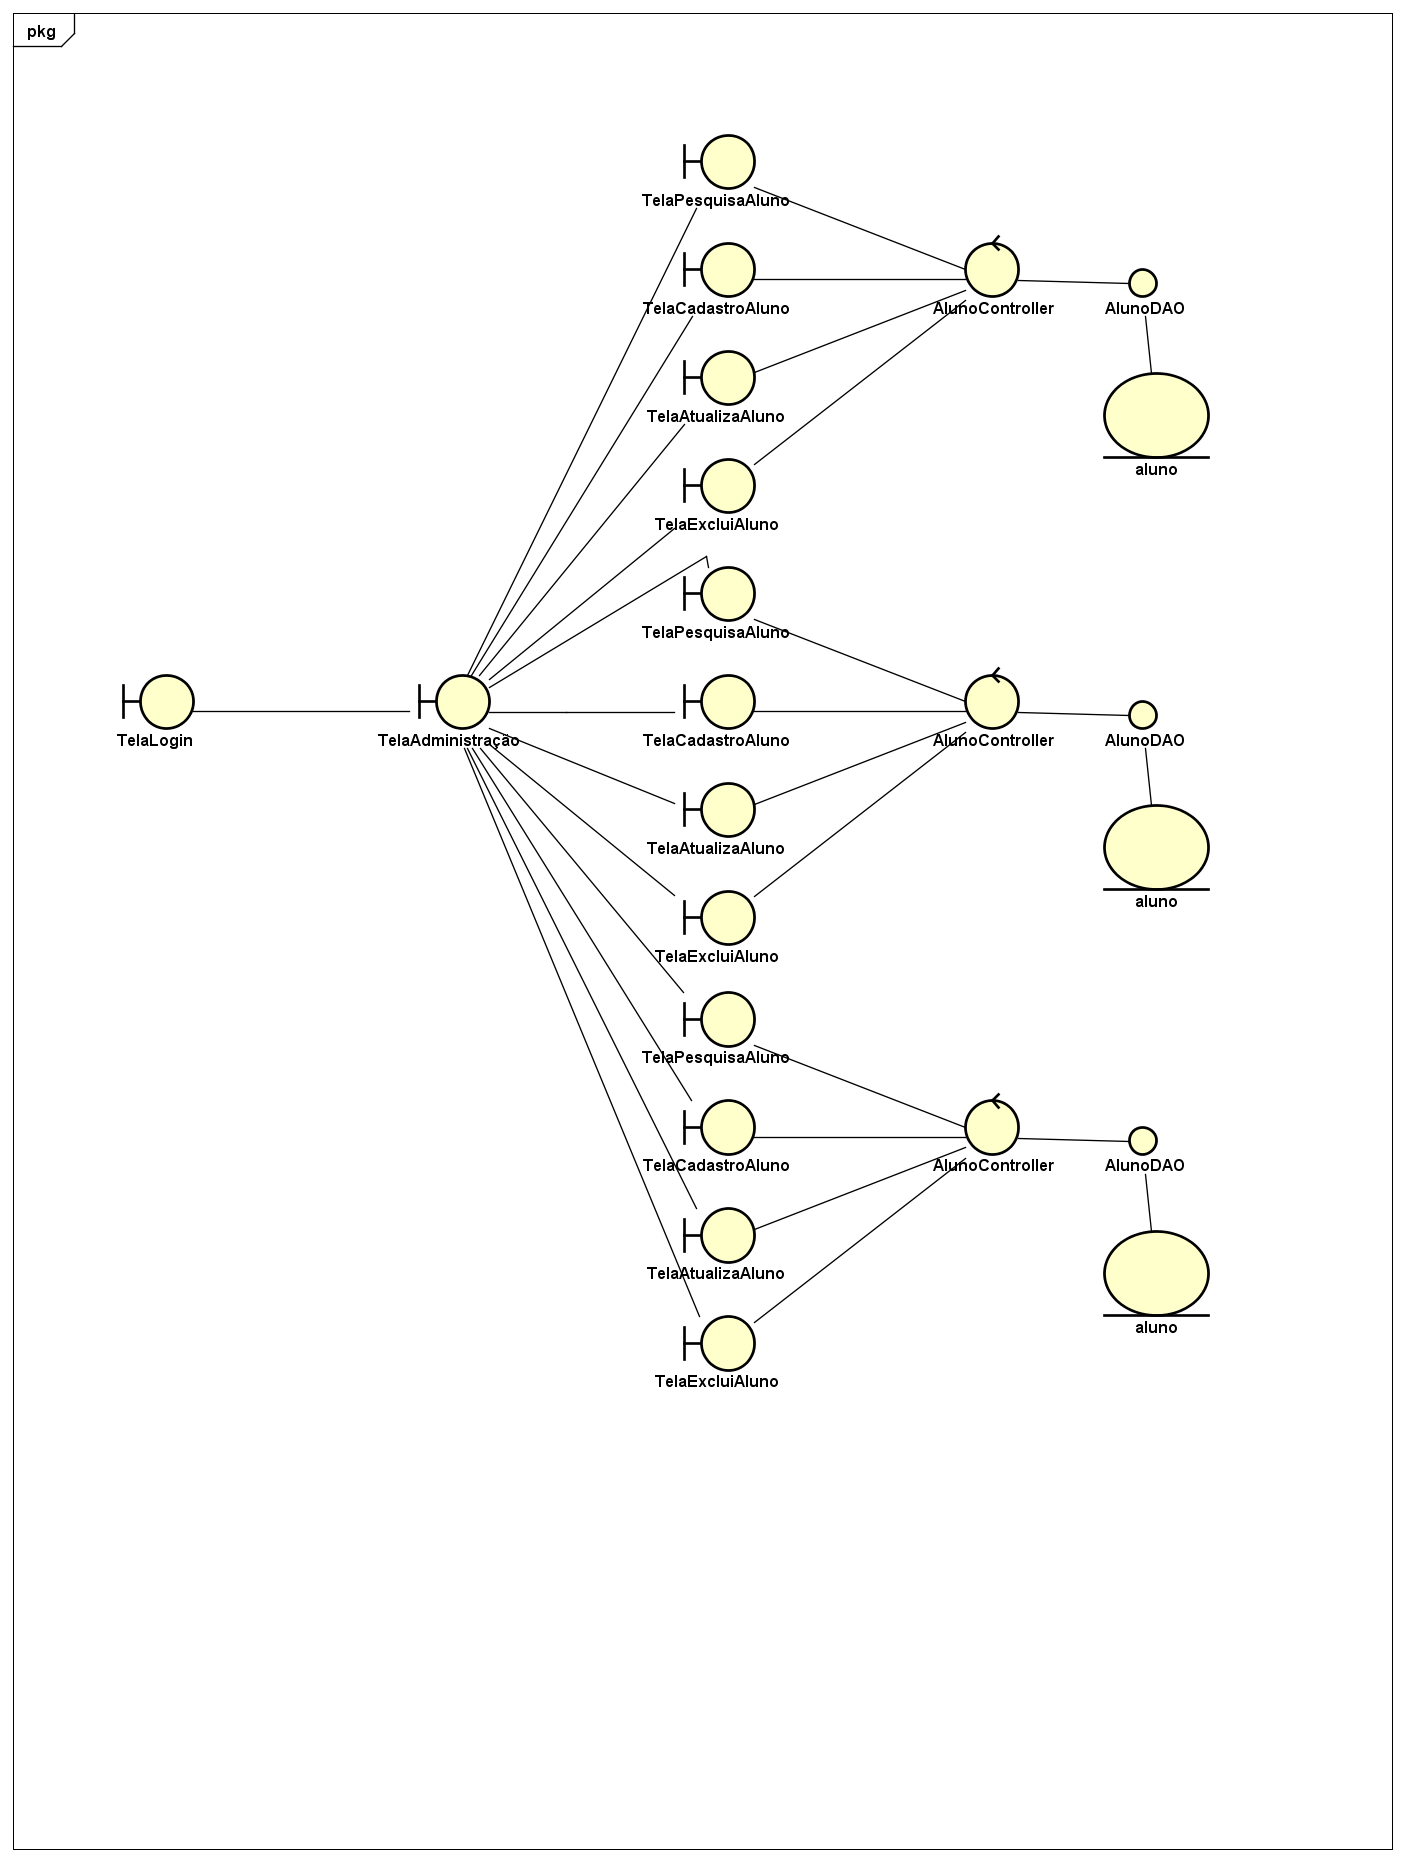 pkg
TelaPesquisaAluno
TelaCadastroAluno
AlunoController
AlunoDAO
TelaAtualizaAluno
aluno
TelaExcluiAluno
TelaPesquisaAluno
TelaLogin
TelaAdministração
TelaCadastroAluno
AlunoController
AlunoDAO
TelaAtualizaAluno
aluno
TelaExcluiAluno
TelaPesquisaAluno
TelaCadastroAluno
AlunoController
AlunoDAO
TelaAtualizaAluno
aluno
TelaExcluiAluno